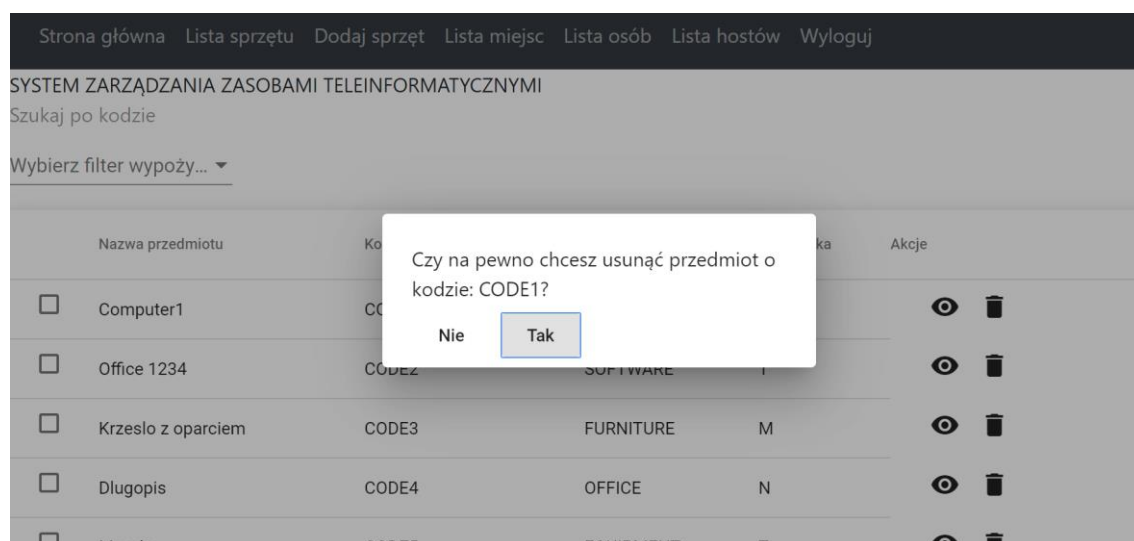 Strona główna Lista sprzętu Dodaj sprzęt Lista miejsc Lista osób Lista hostów Wyloguj
SYSTEM ZARZĄDZANIA ZASOBAMI TELEINFORMATYCZNYMI
Szukaj po kodzie
Wybierz filter wypoży...
Nazwa przedmiotu Akcje
Czy na pewno chcesz usunąć przedmiot o
kodzie: CODE1?
Nie Tak
Computer1
Office 1234 CODE2 SOFTWARE
Krzeslo z oparciem CODE3 FURNITURE M
Dlugopis CODE4 OFFICE N